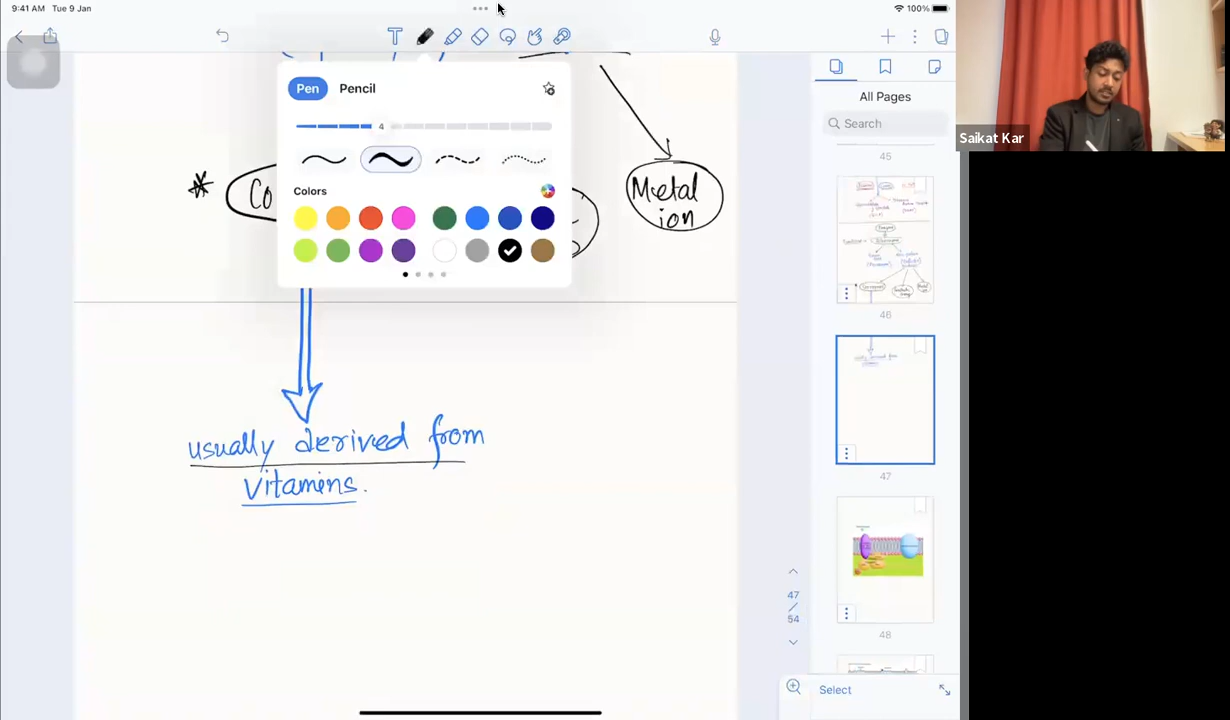 9:41 AM Tue 9 Jan
100%
T
Pen
Pencil
4
Colors
* Co
Metal
ion
usually derived from
vitamins.
All Pages
Search
45
46
47
48
47
/
54
Select
Saikat Kar